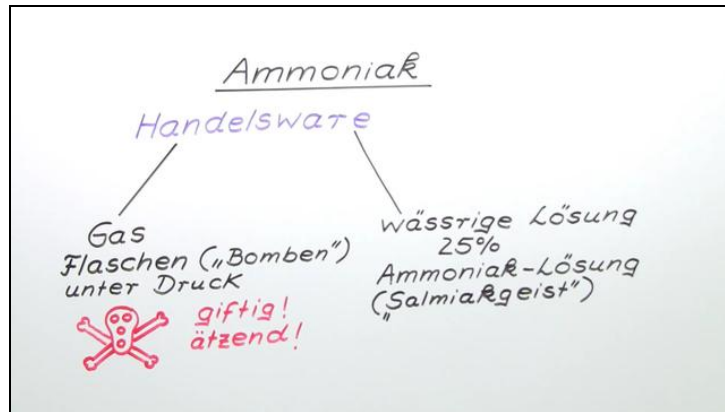 Ammoniak
Handelsware
Gas
Flaschen („Bomben")
unter Druck
giftig!
ätzend!
wässrige Lösung
25%
Ammoniak-Lösung
(„Salmiakgeist")